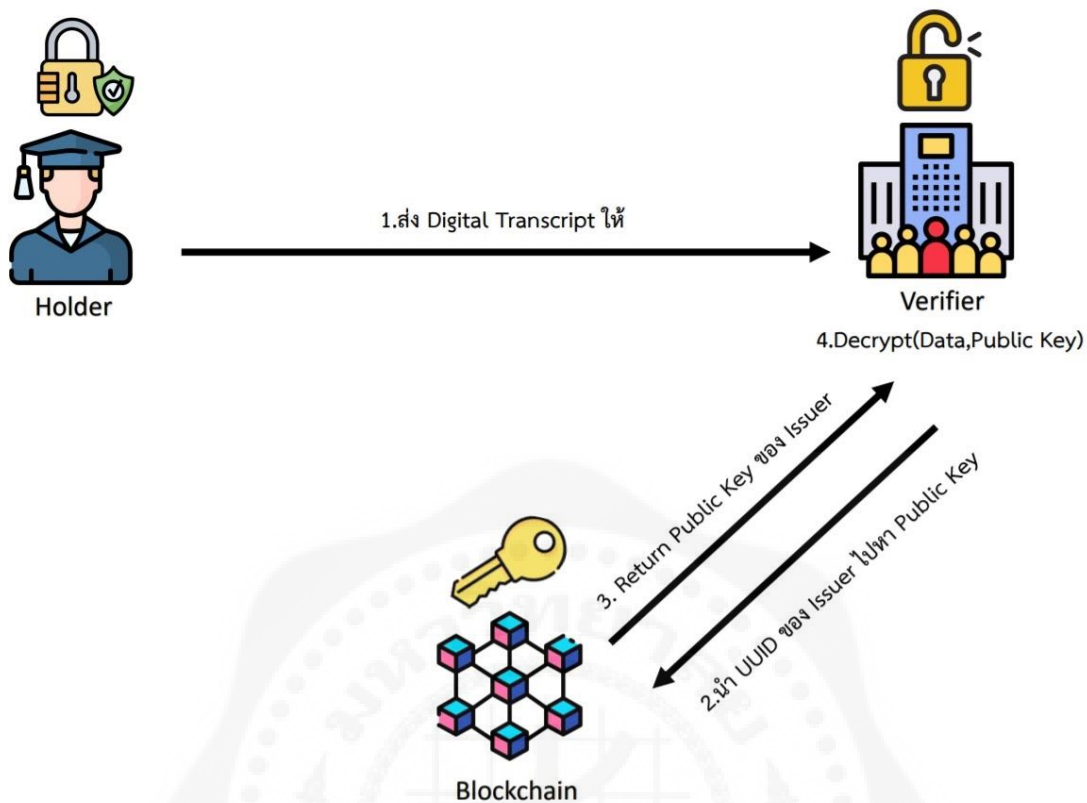 1.ส่ง Digital Transcript ให้
Holder
Verifier
4.Decrypt(Data,Public Key)
3. Return Public Key ของ Issuer
2.นำ UUID ของ Issuer ไปหา Public Key
Blockchain